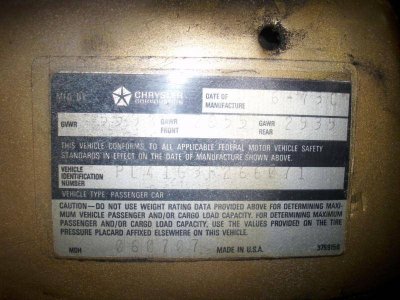 MFD BY CHRYSLER CORPORATION DATE OF MANUFACTURE
GVWR GAWR FRONT GAWR REAR
THIS VEHICLE CONFORMS TO ALL APPLICABLE FEDERAL MOTOR VEHICLE SAFETY
STANDARDS IN EFFECT ON THE DATE OF MANUFACTURE SHOWN ABOVE.
VEHICLE IDENTIFICATION NUMBER
VEHICLE TYPE: PASSENGER CAR
CAUTION—DO NOT USE WEIGHT RATING DATA PROVIDED ABOVE FOR DETERMINING MAXI-
MUM VEHICLE PASSENGER AND/OR CARGO LOAD CAPACITY. FOR DETERMINING MAXIMUM
PASSENGER AND/OR CARGO LOAD CAPACITY, USE THE VALUES PROVIDED ON THE
TIRE PRESSURE PLACARD AFFIXED ELSEWHERE ON THIS VEHICLE.
MDH MADE IN U.S.A.